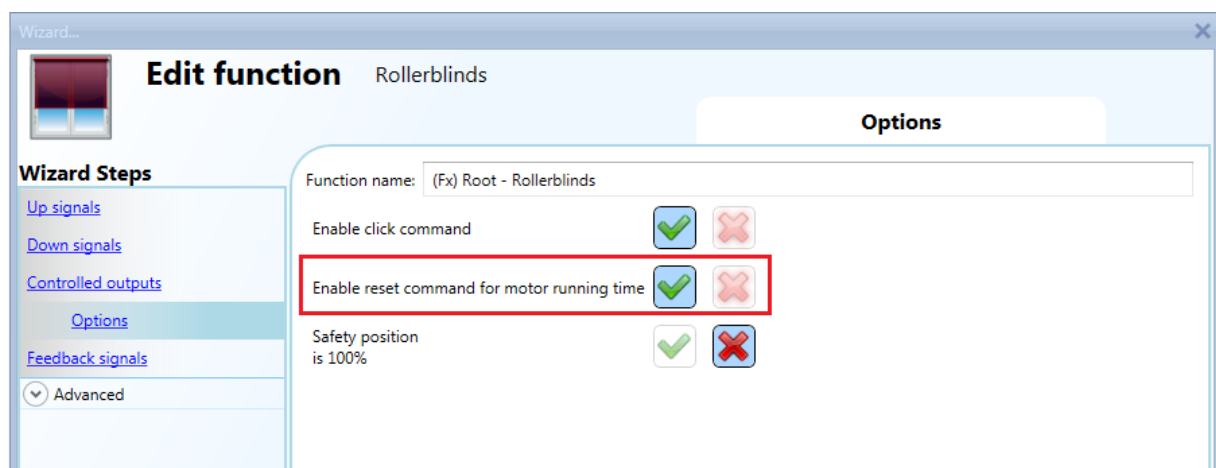 Wizard...
Edit function Rollerblinds
Options
Wizard Steps
Up signals
Down signals
Controlled outputs
Options
Feedback signals
Advanced
Function name: (Fx) Root - Rollerblinds
Enable click command
Enable reset command for motor running time
Safety position
is 100%